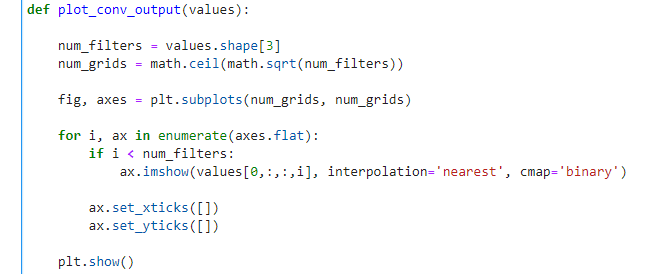 def plot_conv_output(values):
    num_filters = values.shape[3]
    num_grids = math.ceil(math.sqrt(num_filters))
    fig, axes = plt.subplots(num_grids, num_grids)
    for i, ax in enumerate(axes.flat):
        if i < num_filters:
            ax.imshow(values[0,:,:,i], interpolation='nearest', cmap='binary')
        ax.set_xticks([])
        ax.set_yticks([])
    plt.show()